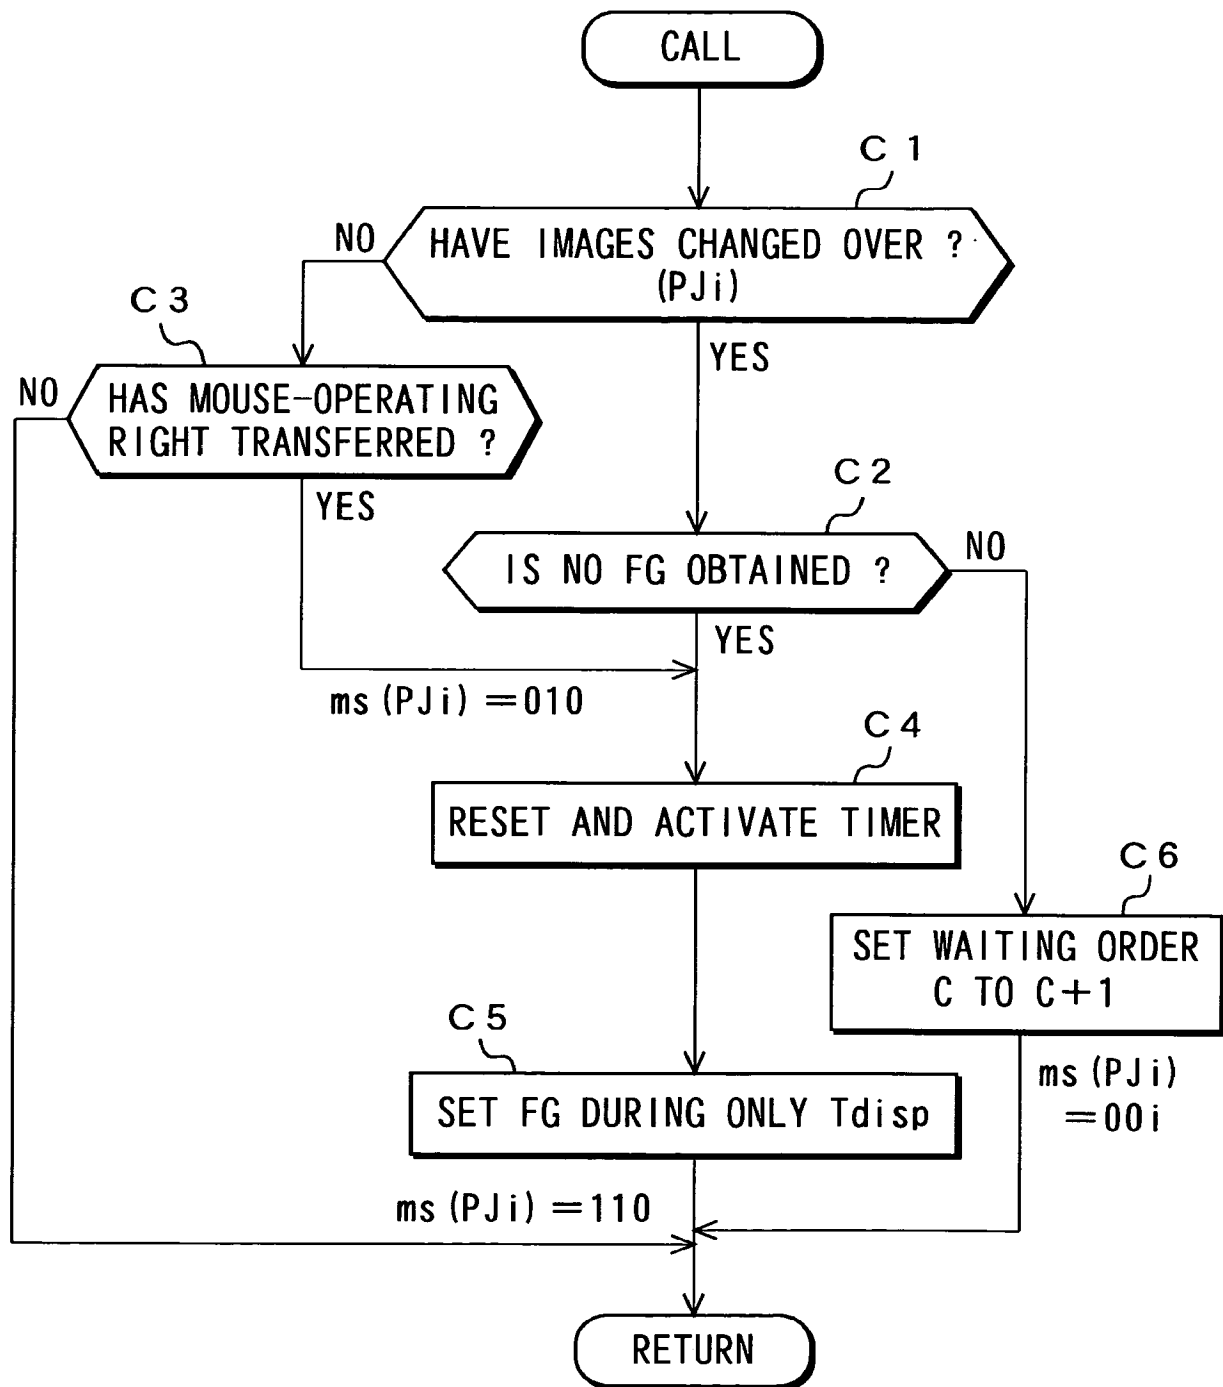 CALL
C 1
NO
HAVE IMAGES CHANGED OVER ?
(PJi)
C 3
YES
NO
HAS MOUSE-OPERATING
RIGHT TRANSFERRED ?
C 2
YES
NO
IS NO FG OBTAINED ?
YES
ms (PJi) =010
C 4
RESET AND ACTIVATE TIMER
C 6
SET WAITING ORDER
C TO C+1
C 5
ms (PJi)
=00i
SET FG DURING ONLY Tdisp
ms (PJi) =110
RETURN